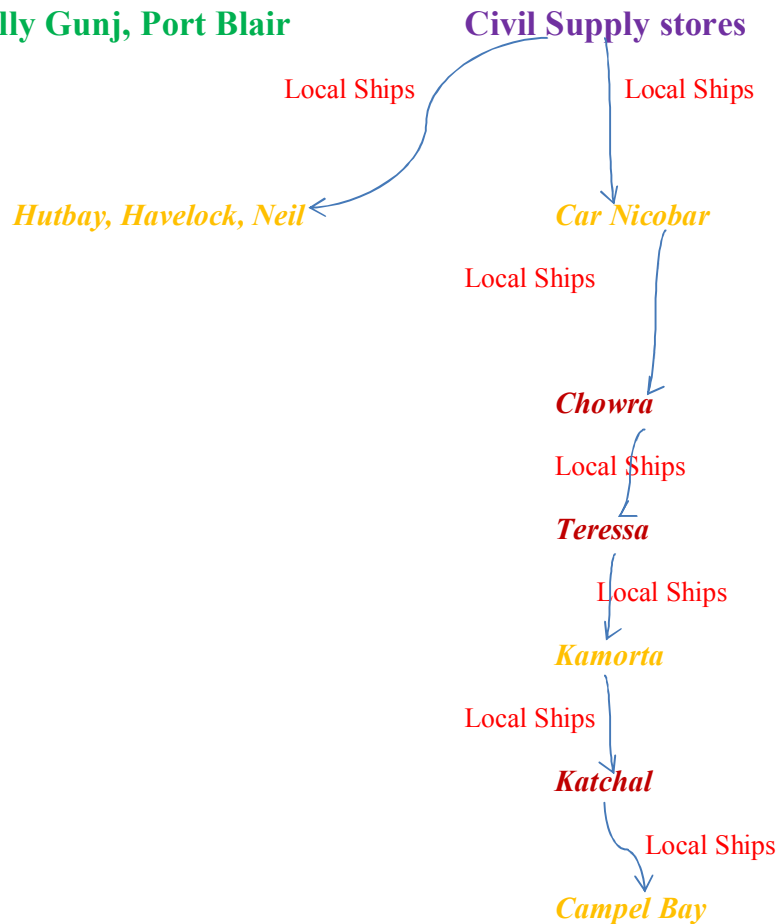 lly Gunj, Port Blair
Civil Supply stores
Local Ships
Local Ships
Hutbay, Havelock, Neil
Car Nicobar
Local Ships
Chowra
Local Ships
Teressa
Local Ships
Kamorta
Local Ships
Katchal
Local Ships
Campel Bay